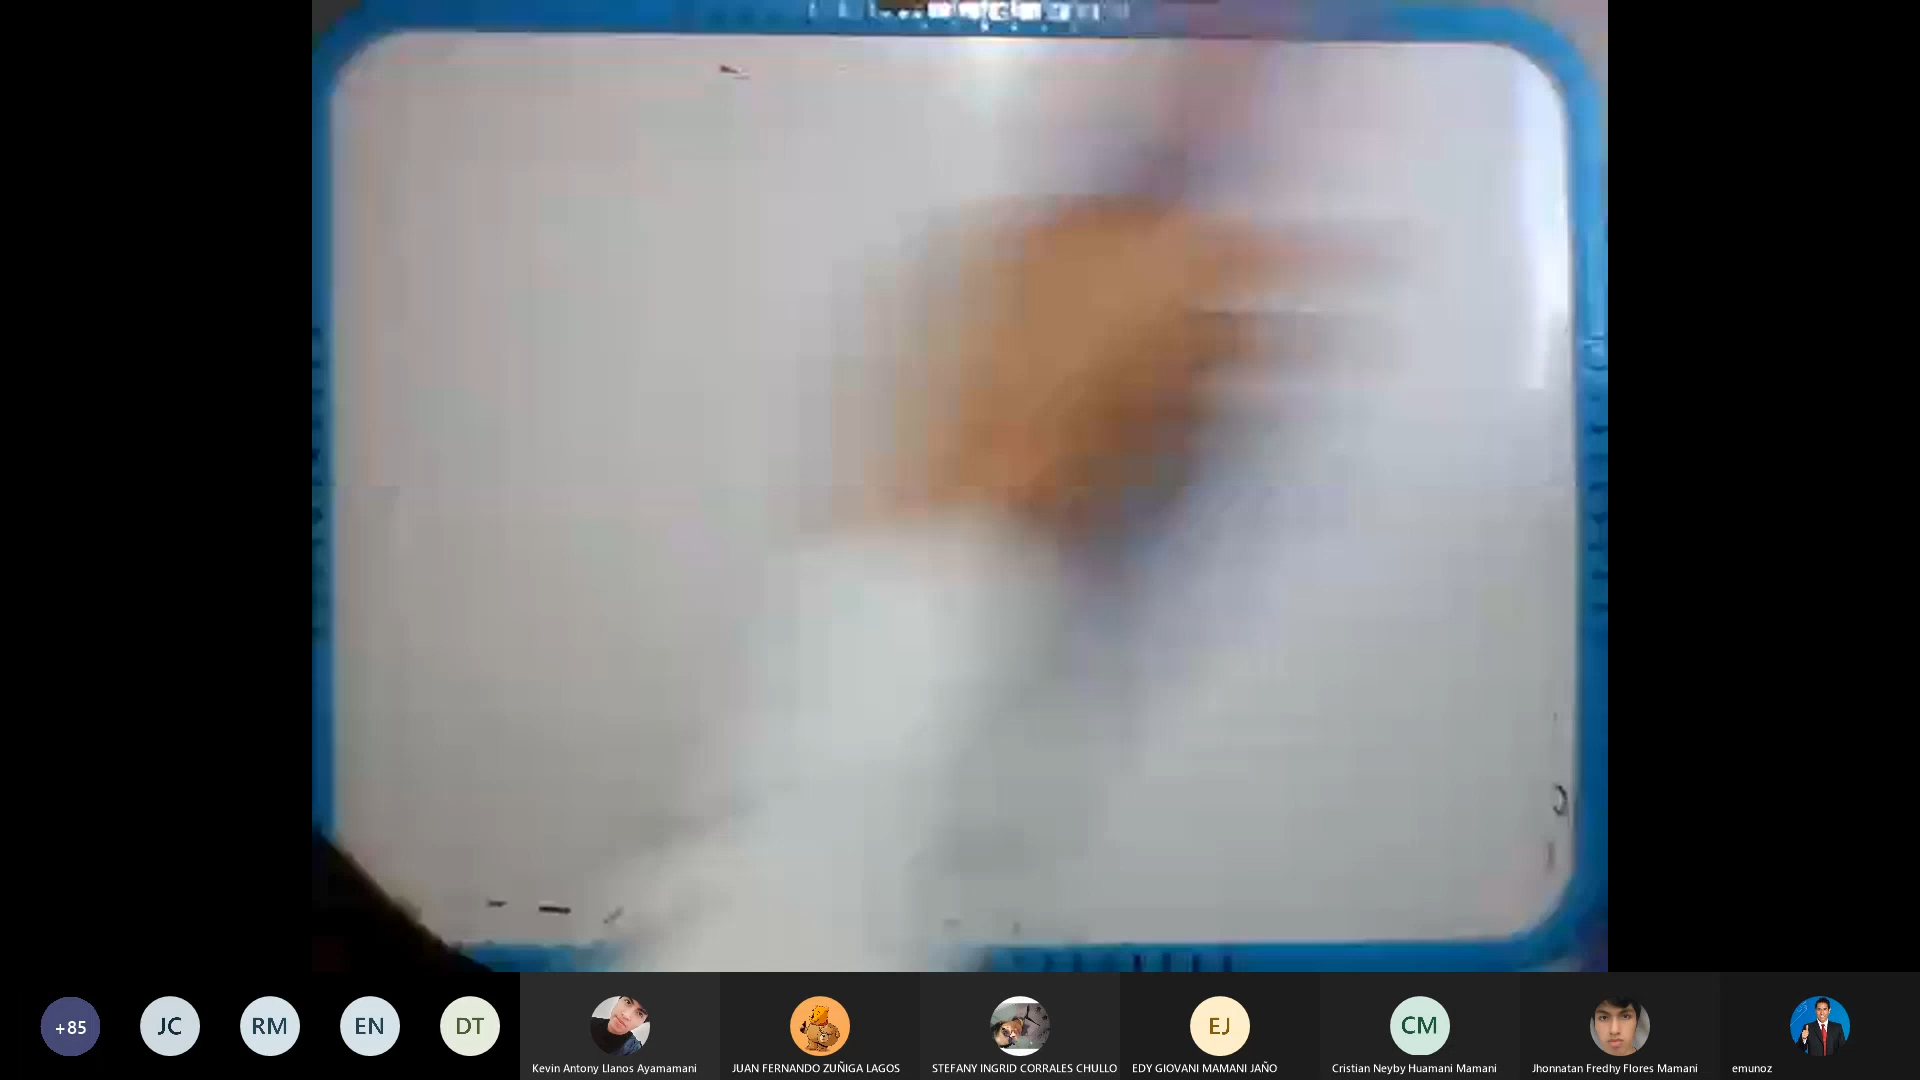 +85
JC
RM
EN
DT
EJ
CM
Kevin Antony Llanos Ayamamani
JUAN FERNANDO ZUÑIGA LAGOS
STEFANY INGRID CORRALES CHULLO
EDY GIOVANI MAMANI JAÑO
Cristian Neyby Huamani Mamani
Jhonnatan Fredhy Flores Mamani
emunoz